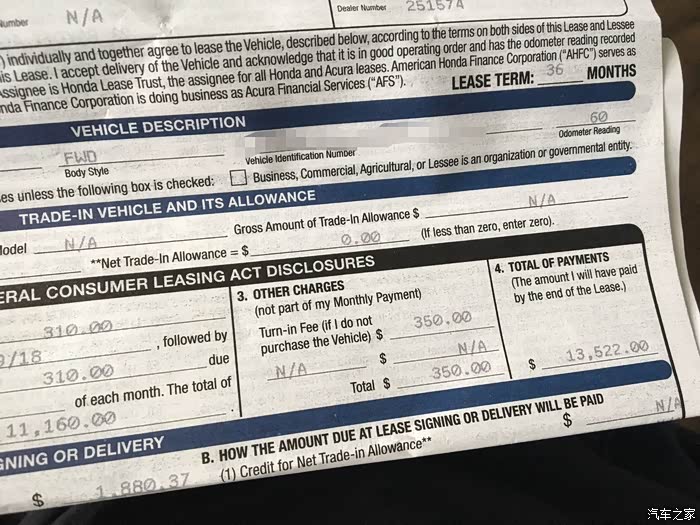 Number N/A
Dealer Number 251574
) individually and together agree to lease the Vehicle, described below, according to the terms on both sides of this Lease and Lessee
is Lease. I accept delivery of the Vehicle and acknowledge that it is in good operating order and has the odometer reading recorded
Assignee is Honda Lease Trust, the assignee for all Honda and Acura leases. American Honda Finance Corporation ("AHFC") serves as
nda Finance Corporation is doing business as Acura Financial Services ("AFS"). LEASE TERM: 36 MONTHS
VEHICLE DESCRIPTION
FWD 60
Body Style Vehicle Identification Number Odometer Reading
es unless the following box is checked: Business, Commercial, Agricultural, or Lessee is an organization or governmental entity.
TRADE-IN VEHICLE AND ITS ALLOWANCE
Model N/A Gross Amount of Trade-In Allowance $ N/A
**Net Trade-In Allowance = $ 0.00 (If less than zero, enter zero).
ERAL CONSUMER LEASING ACT DISCLOSURES
310.00
9/18 , followed by
310.00 due
of each month. The total of
11,160.00 .
3. OTHER CHARGES
(not part of my Monthly Payment)
Turn-in Fee (if I do not
purchase the Vehicle) $ 350.00
N/A $ N/A
Total $ 350.00
4. TOTAL OF PAYMENTS
(The amount I will have paid
by the end of the Lease.)
$ 13,522.00
GNING OR DELIVERY
$ 1,880.37
B. HOW THE AMOUNT DUE AT LEASE SIGNING OR DELIVERY WILL BE PAID
(1) Credit for Net Trade-in Allowance** $ N/A
汽车之家